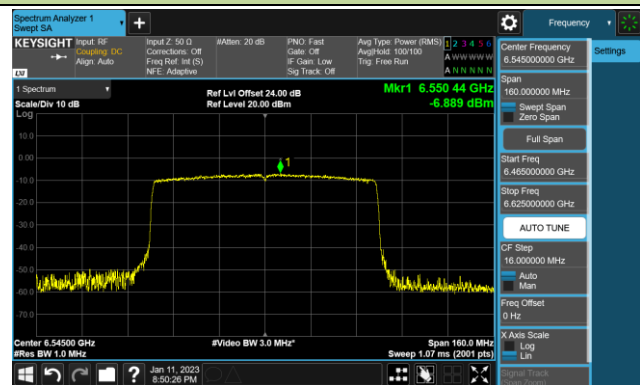 Spectrum Analyzer 1
Swept SA
+
Frequency
KEYSIGHT
Input: RF
Coupling: DC
Align: Auto
Input Z: 50 Ω
Corrections: Off
Freq Ref: Int (S)
NFE: Adaptive
#Atten: 20 dB
PNO: Fast
Gate: Off
IF Gain: Low
Sig Track: Off
Avg Type: Power (RMS)
Avg|Hold: 100/100
Trig: Free Run
1 2 3 4 5 6
A W W W W W
A N N N N N
LXI
1 Spectrum
Scale/Div 10 dB
Log
Ref Lvl Offset 24.00 dB
Ref Level 20.00 dBm
Mkr1 6.550 44 GHz
-6.889 dBm
10.0
0.00
-10.0
-20.0
-30.0
-40.0
-50.0
-60.0
-70.0
1
Center 6.54500 GHz
#Res BW 1.0 MHz
#Video BW 3.0 MHz*
Span 160.0 MHz
Sweep 1.07 ms (2001 pts)
Center Frequency
6.545000000 GHz
Settings
Span
160.000000 MHz
Swept Span
Zero Span
Full Span
Start Freq
6.465000000 GHz
Stop Freq
6.625000000 GHz
AUTO TUNE
CF Step
16.000000 MHz
Auto
Man
Freq Offset
0 Hz
X Axis Scale
Log
Lin
Signal Track
(Span Zoom)
?
Jan 11, 2023
8:50:26 PM